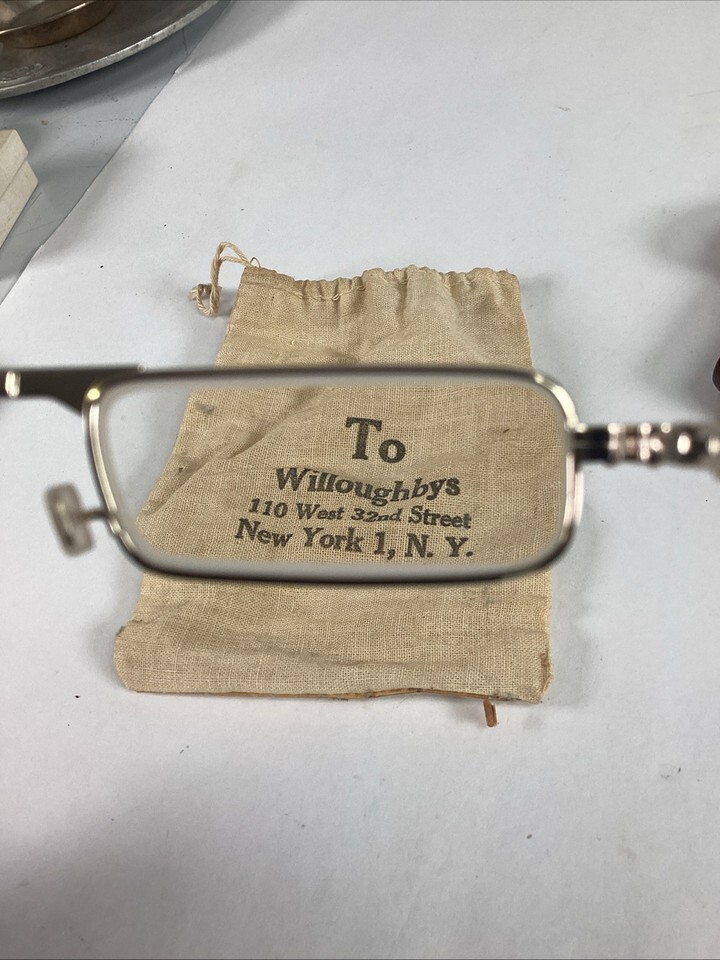 To
Willoughbys
110 West 32nd Street
New York 1, N. Y.